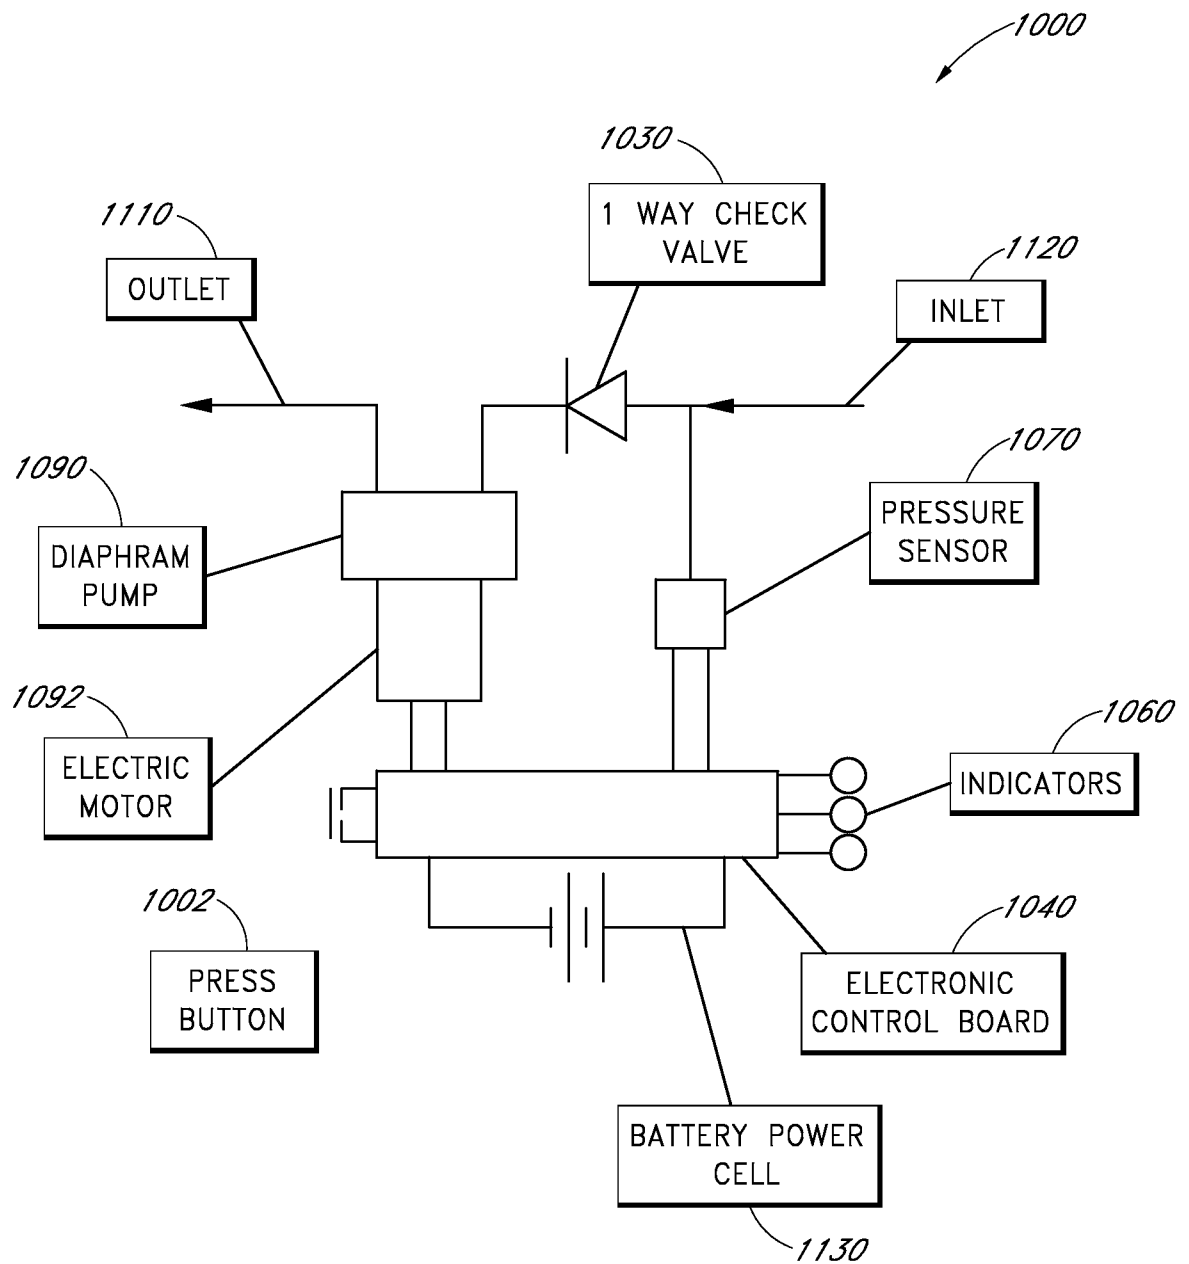 1000
1030
1 WAY CHECK
VALVE
1110
OUTLET
1120
INLET
1090
DIAPHRAM
PUMP
1070
PRESSURE
SENSOR
1092
ELECTRIC
MOTOR
1060
INDICATORS
1002
PRESS
BUTTON
1040
ELECTRONIC
CONTROL BOARD
BATTERY POWER
CELL
1130